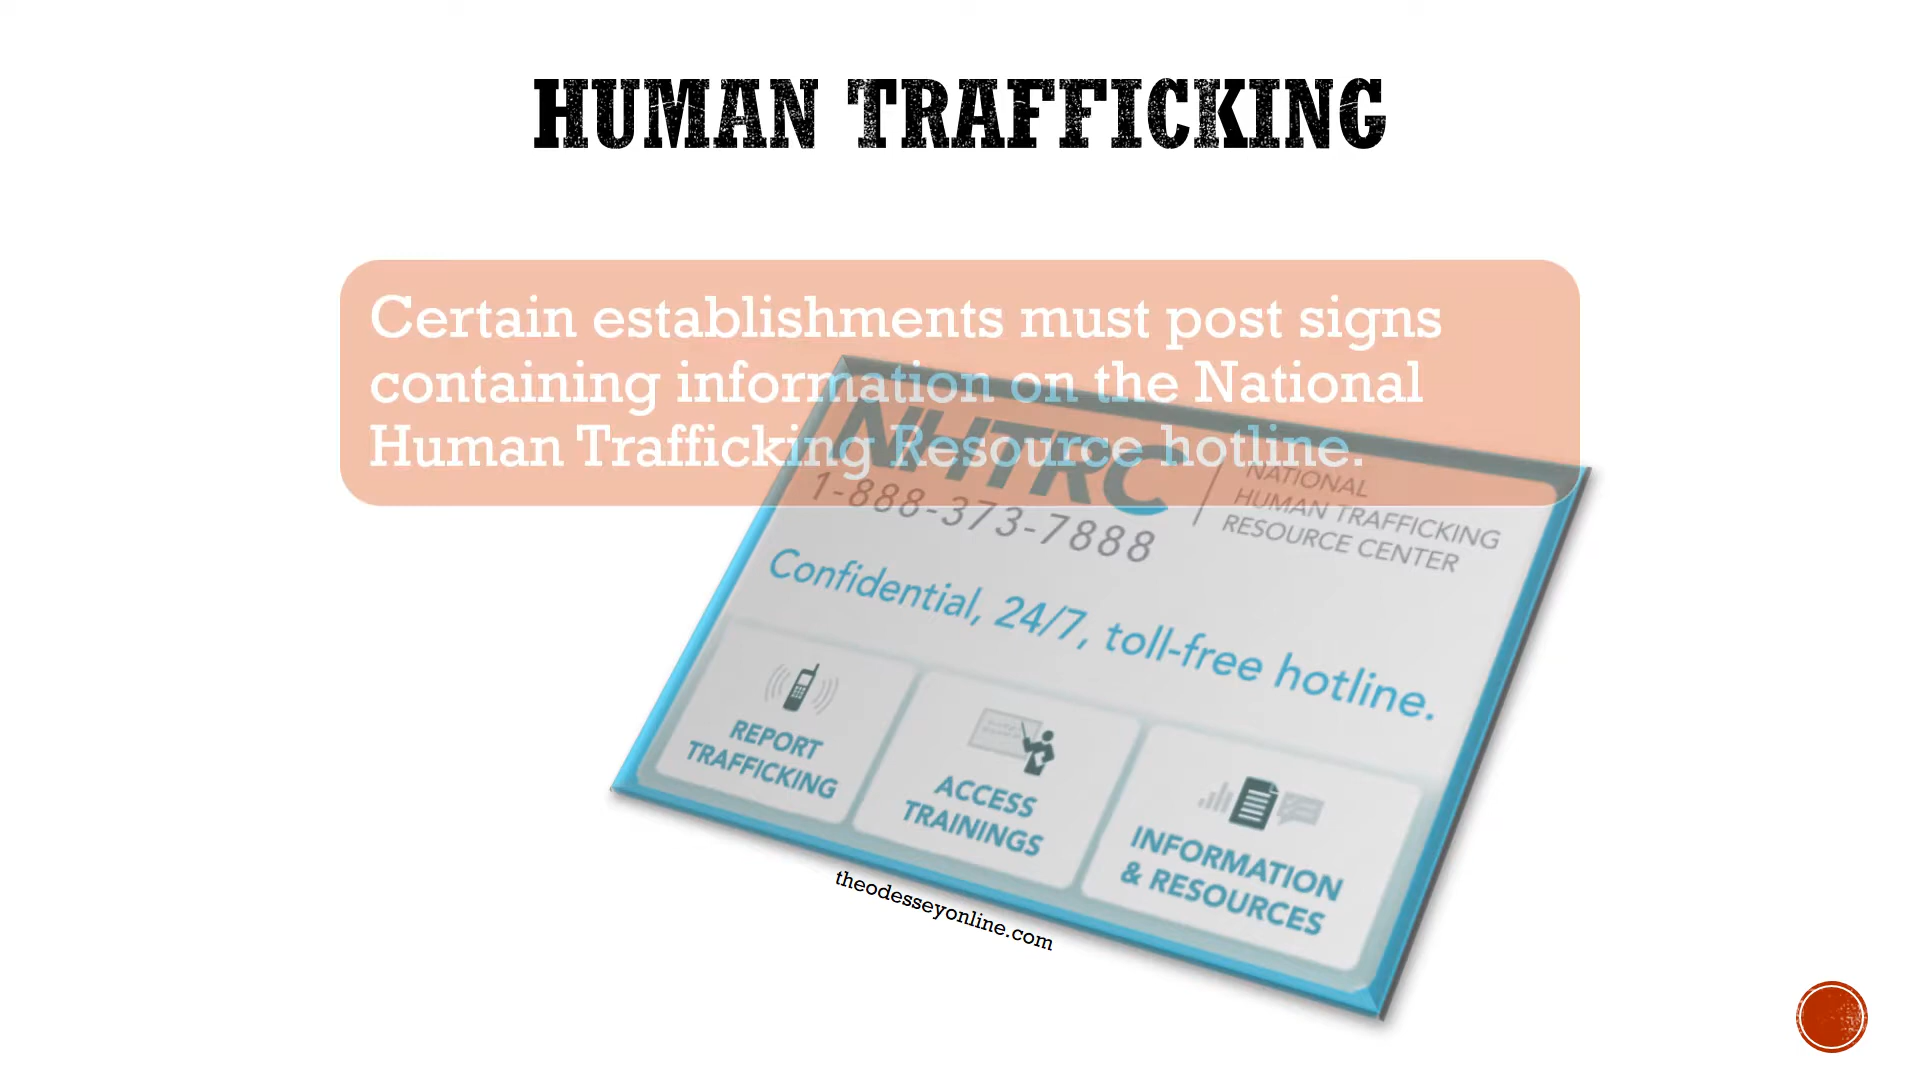 HUMAN TRAFFICKING
Certain establishments must post signs
containing information on the National
Human Trafficking Resource hotline.
NHTRC
1-888-373-7888
NATIONAL
HUMAN TRAFFICKING
RESOURCE CENTER
Confidential, 24/7, toll-free hotline.
REPORT
TRAFFICKING
ACCESS
TRAININGS
INFORMATION
& RESOURCES
theodesseyonline.com